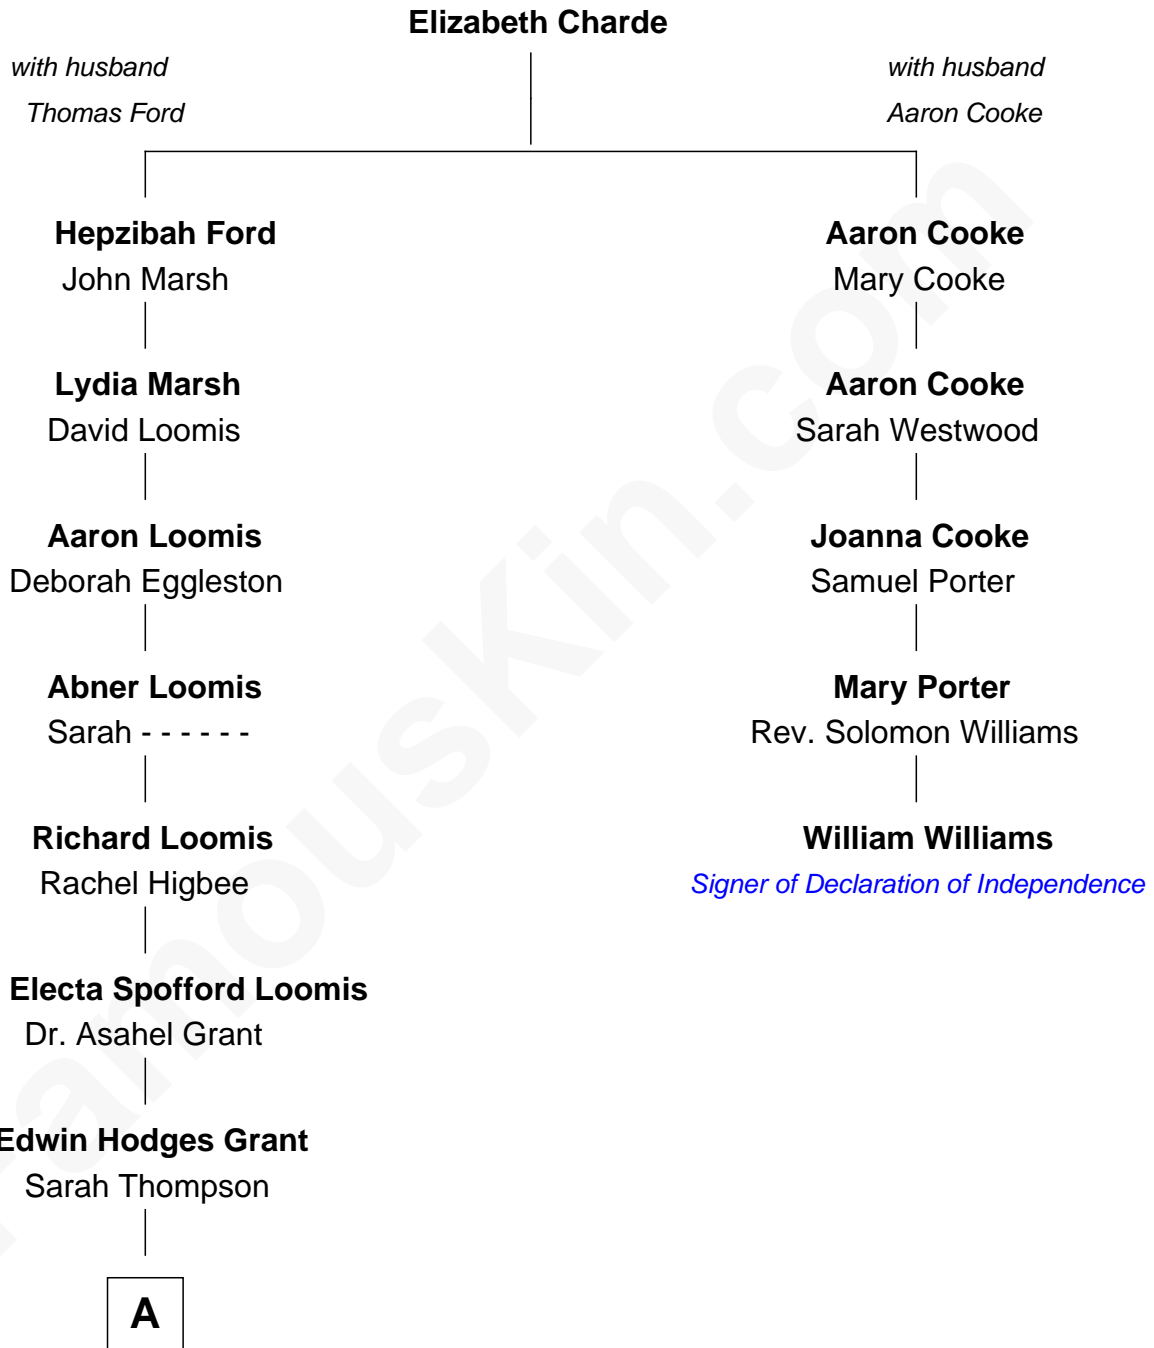 Elizabeth Charde
with husband
Thomas Ford
with husband
Aaron Cooke
Hepzibah Ford
John Marsh
Aaron Cooke
Mary Cooke
Lydia Marsh
David Loomis
Aaron Cooke
Sarah Westwood
Aaron Loomis
Deborah Eggleston
Joanna Cooke
Samuel Porter
Abner Loomis
Sarah - - - - - -
Mary Porter
Rev. Solomon Williams
Richard Loomis
Rachel Higbee
William Williams
Signer of Declaration of Independence
Electa Spofford Loomis
Dr. Asahel Grant
Edwin Hodges Grant
Sarah Thompson
A
FamousKin.com